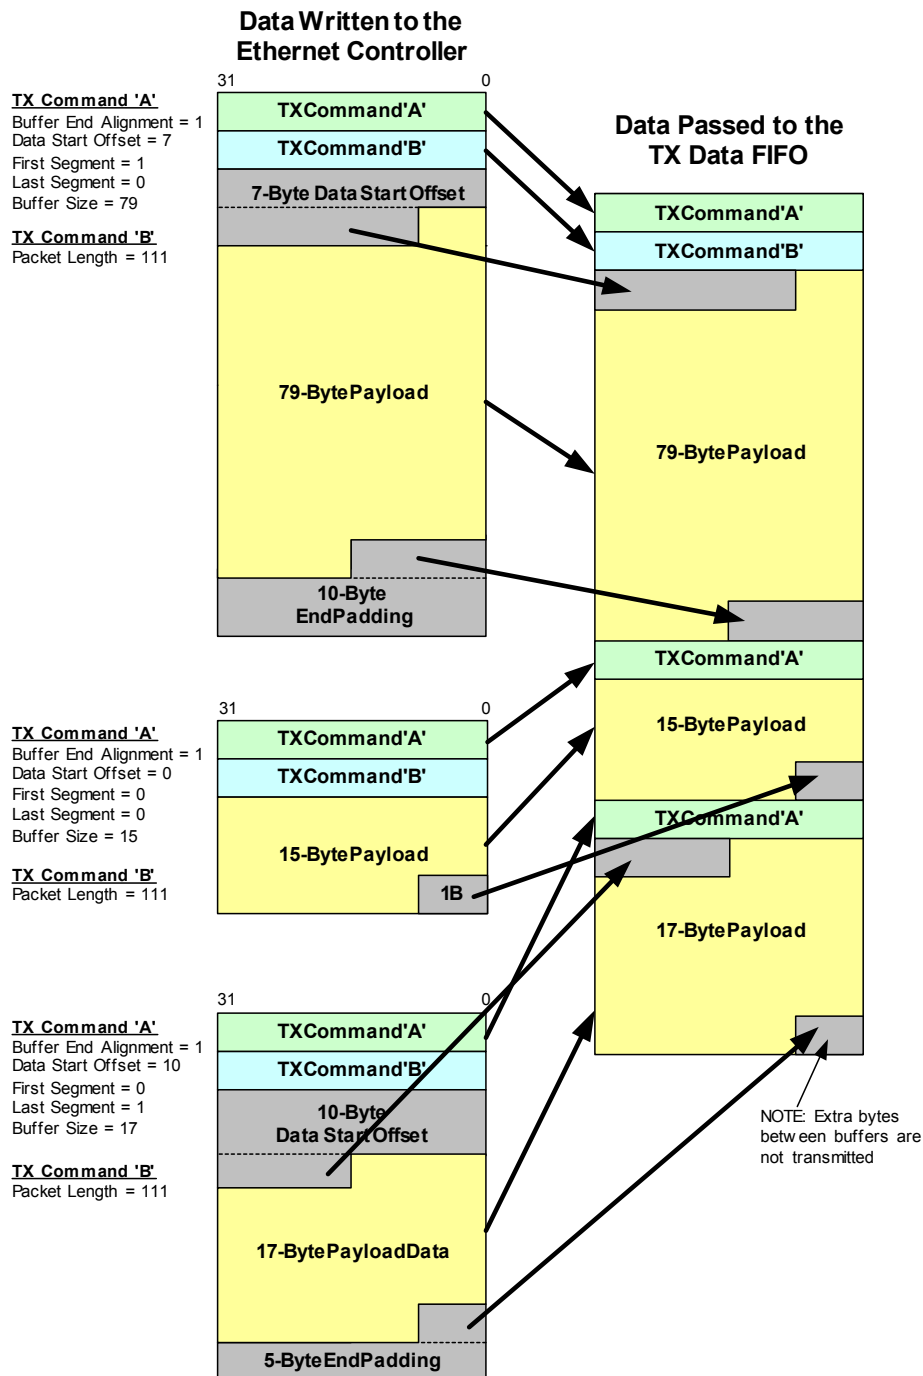 Data Written to the
Ethernet Controller
31 0
TX Command 'A'
Buffer End Alignment = 1
Data Start Offset = 7
First Segment = 1
Last Segment = 0
Buffer Size = 79
TX Command 'B'
Packet Length = 111
TXCommand'A'
TXCommand'B'
7-Byte Data StartOffset
79-BytePayload
10-Byte
EndPadding
Data Passed to the
TX Data FIFO
TXCommand'A'
TXCommand'B'
79-BytePayload
TXCommand'A'
15-BytePayload
TXCommand'A'
17-BytePayload
NOTE: Extra bytes
between buffers are
not transmitted
31 0
TX Command 'A'
Buffer End Alignment = 1
Data Start Offset = 0
First Segment = 0
Last Segment = 0
Buffer Size = 15
TX Command 'B'
Packet Length = 111
TXCommand'A'
TXCommand'B'
15-BytePayload
1B
31 0
TX Command 'A'
Buffer End Alignment = 1
Data Start Offset = 10
First Segment = 0
Last Segment = 1
Buffer Size = 17
TX Command 'B'
Packet Length = 111
TXCommand'A'
TXCommand'B'
10-Byte
Data StartOffset
17-BytePayloadData
5-ByteEndPadding